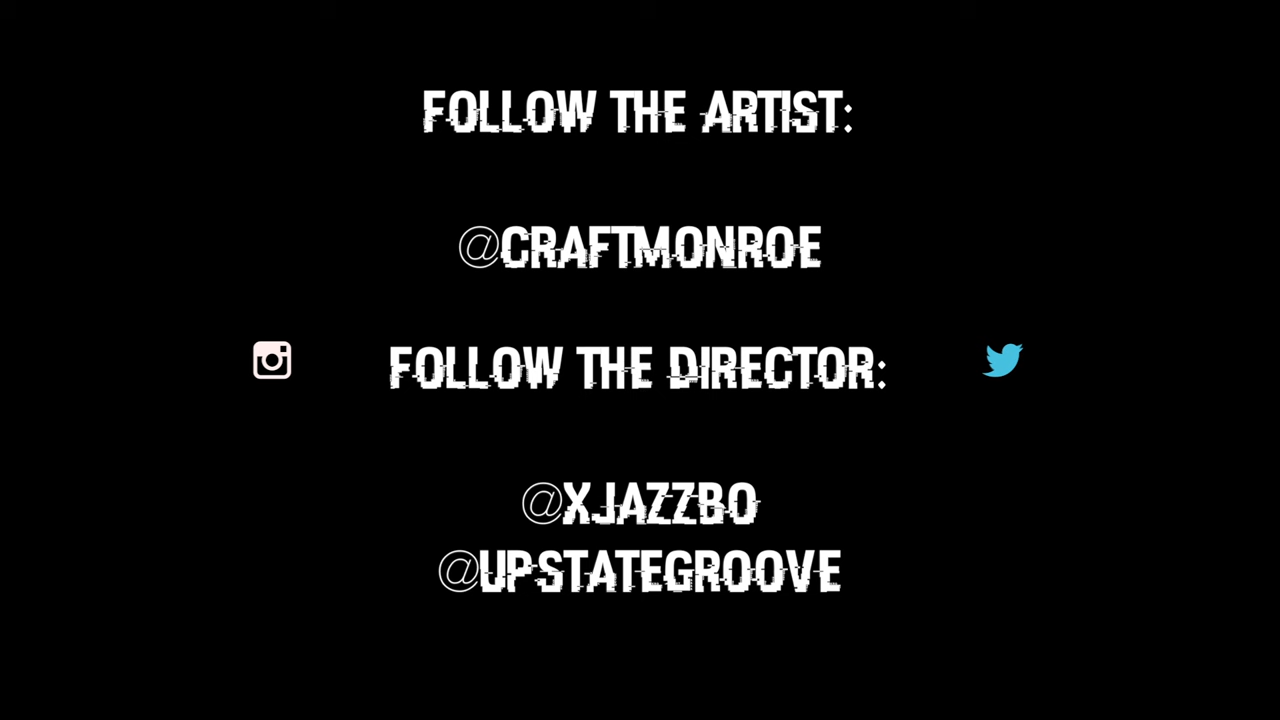 FOLLOW THE ARTIST:
@CRAFTMONROE
FOLLOW THE DIRECTOR:
@XJAZZBO
@UPSTATEGROOVE